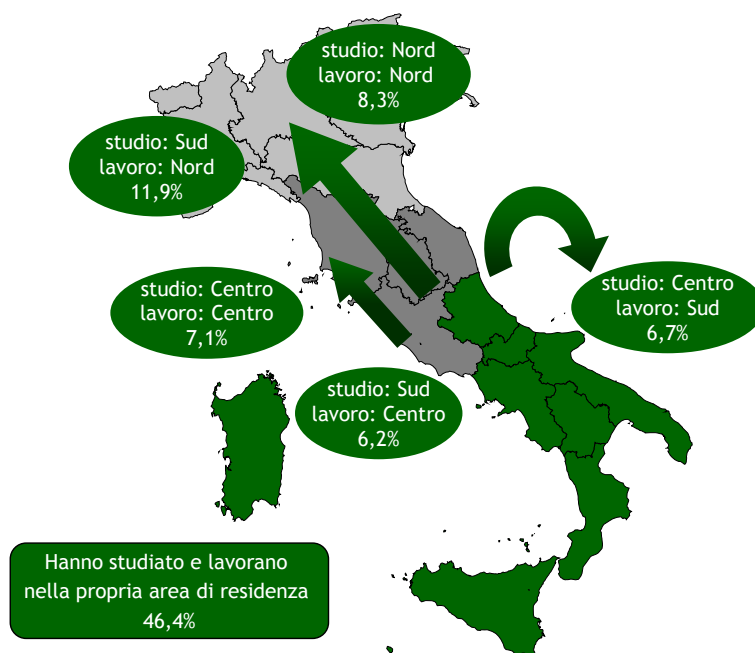 studio: Nord
lavoro: Nord
8,3%
studio: Sud
lavoro: Nord
11,9%
studio: Centro
lavoro: Centro
7,1%
studio: Centro
lavoro: Sud
6,7%
studio: Sud
lavoro: Centro
6,2%
Hanno studiato e lavorano
nella propria area di residenza
46,4%